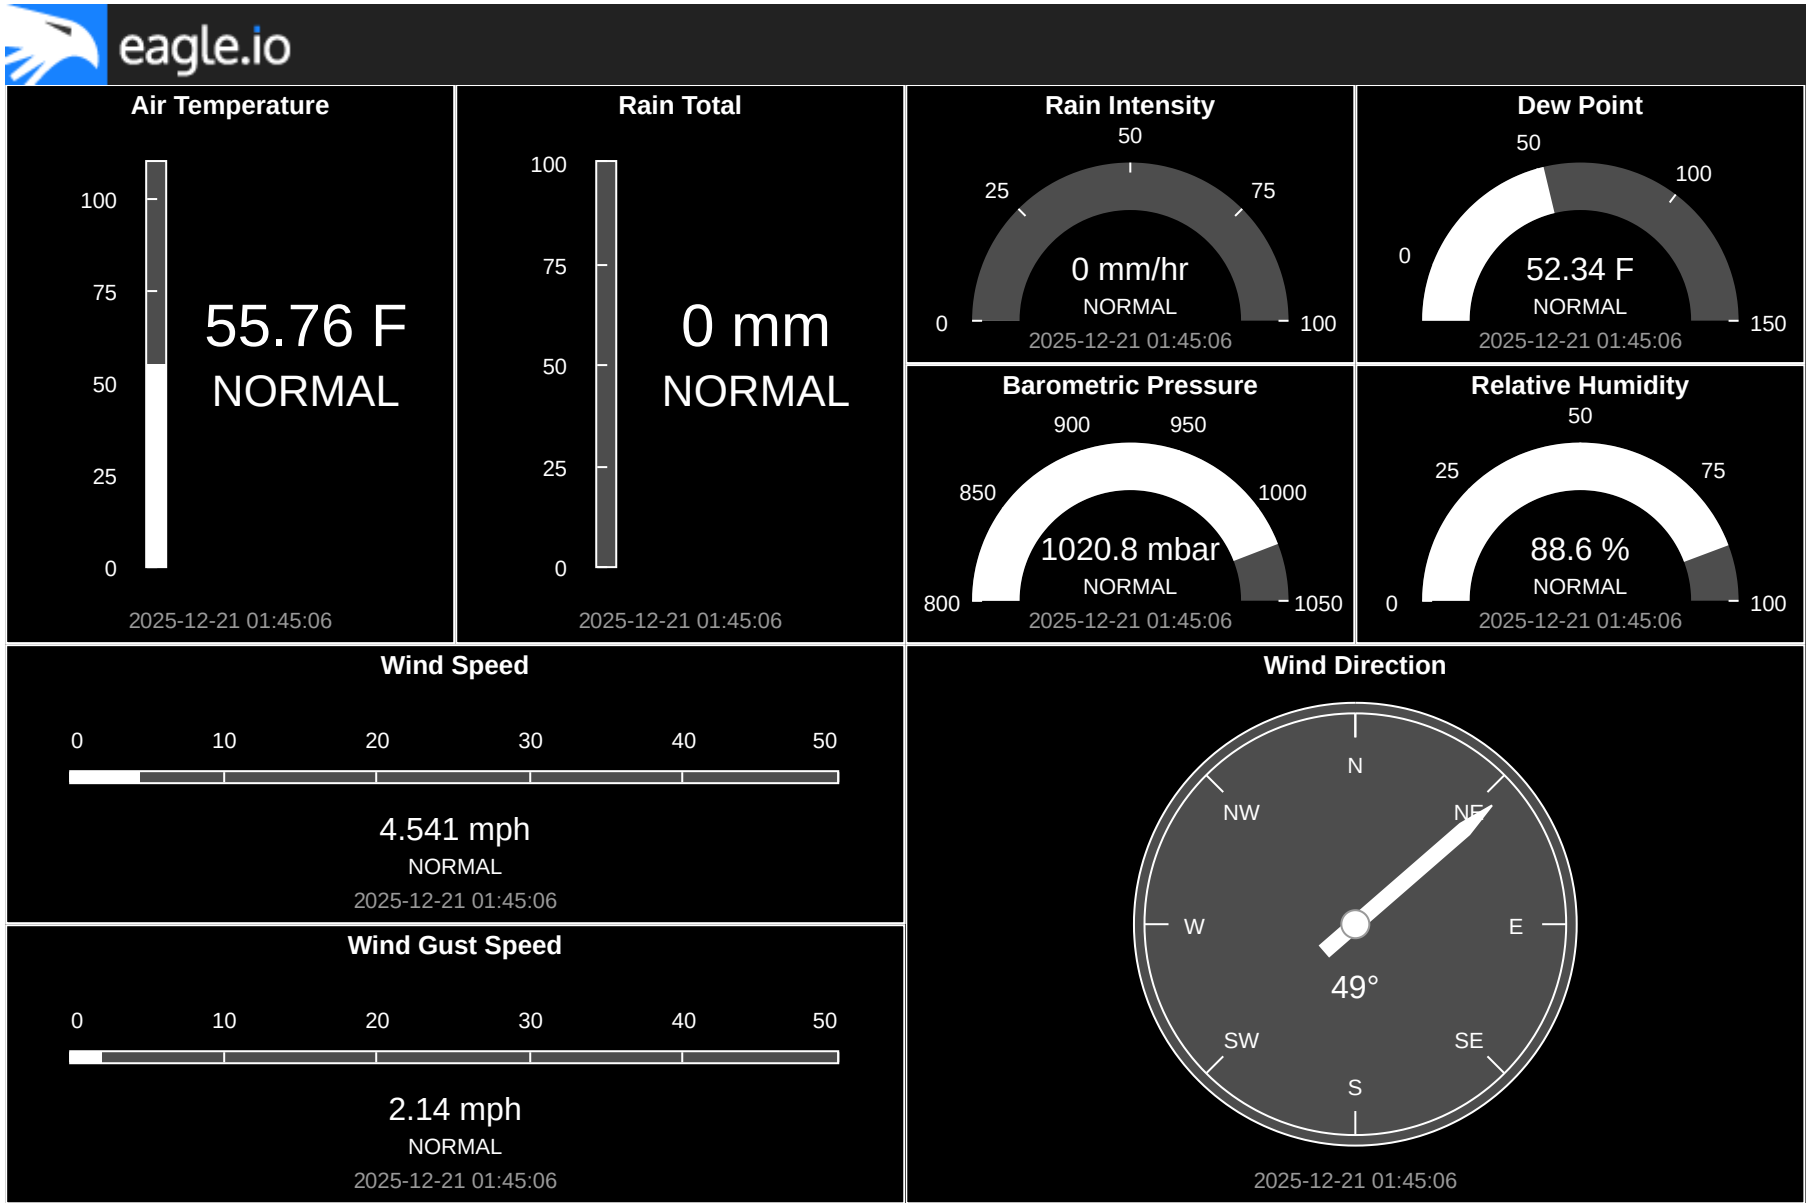 eagle.io
Air Temperature
100
75
50
25
0
55.76 F
NORMAL
2025-12-21 01:45:06
Rain Total
100
75
50
25
0
0 mm
NORMAL
2025-12-21 01:45:06
Rain Intensity
0
25
50
75
100
0 mm/hr
NORMAL
2025-12-21 01:45:06
Dew Point
0
50
100
150
52.34 F
NORMAL
2025-12-21 01:45:06
Barometric Pressure
800
850
900
950
1000
1050
1020.8 mbar
NORMAL
2025-12-21 01:45:06
Relative Humidity
0
25
50
75
100
88.6 %
NORMAL
2025-12-21 01:45:06
Wind Speed
0 10 20 30 40 50
4.541 mph
NORMAL
2025-12-21 01:45:06
Wind Gust Speed
0 10 20 30 40 50
2.14 mph
NORMAL
2025-12-21 01:45:06
Wind Direction
N
NW NE
W E
49°
SW SE
S
2025-12-21 01:45:06